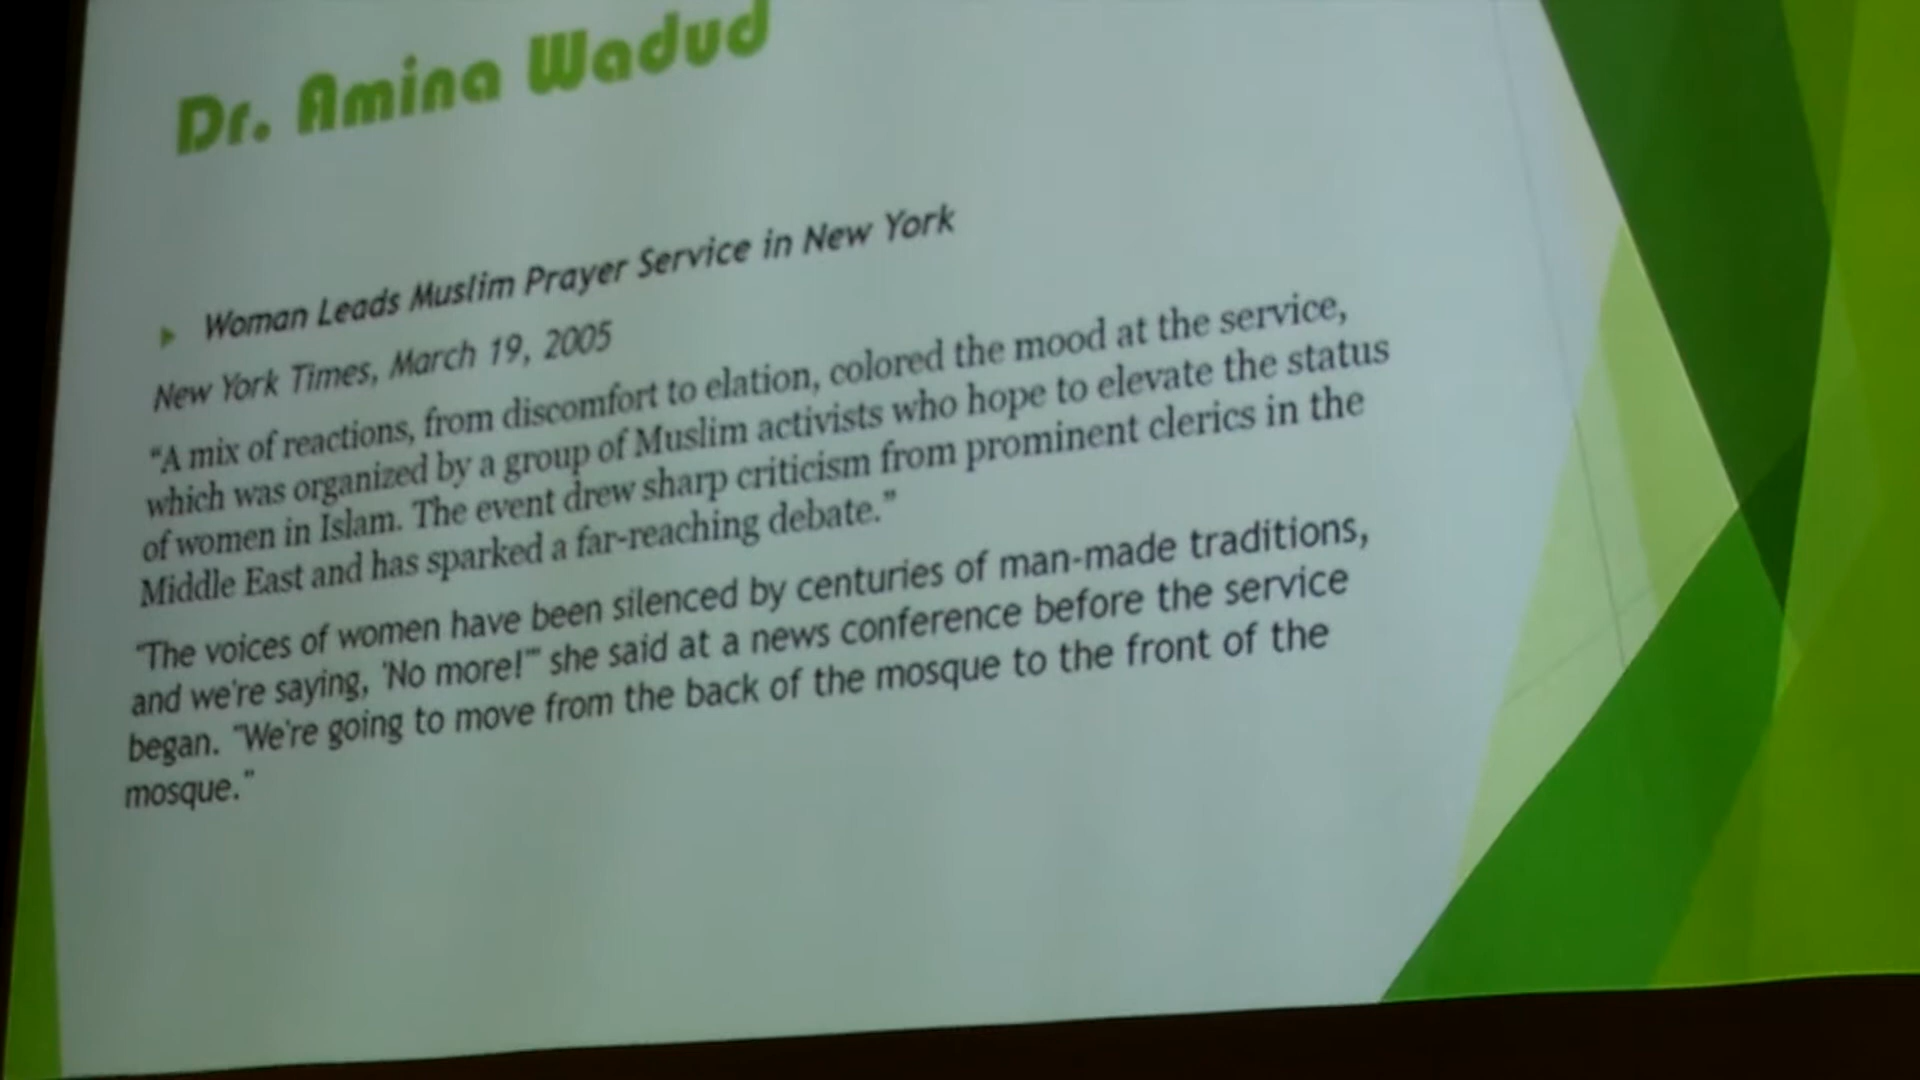 Dr. Amina Wadud
Woman Leads Muslim Prayer Service in New York
New York Times, March 19, 2005
“A mix of reactions, from discomfort to elation, colored the mood at the service,
which was organized by a group of Muslim activists who hope to elevate the status
of women in Islam. The event drew sharp criticism from prominent clerics in the
Middle East and has sparked a far-reaching debate.”
"The voices of women have been silenced by centuries of man-made traditions,
and we're saying, 'No more!'" she said at a news conference before the service
began. "We're going to move from the back of the mosque to the front of the
mosque."